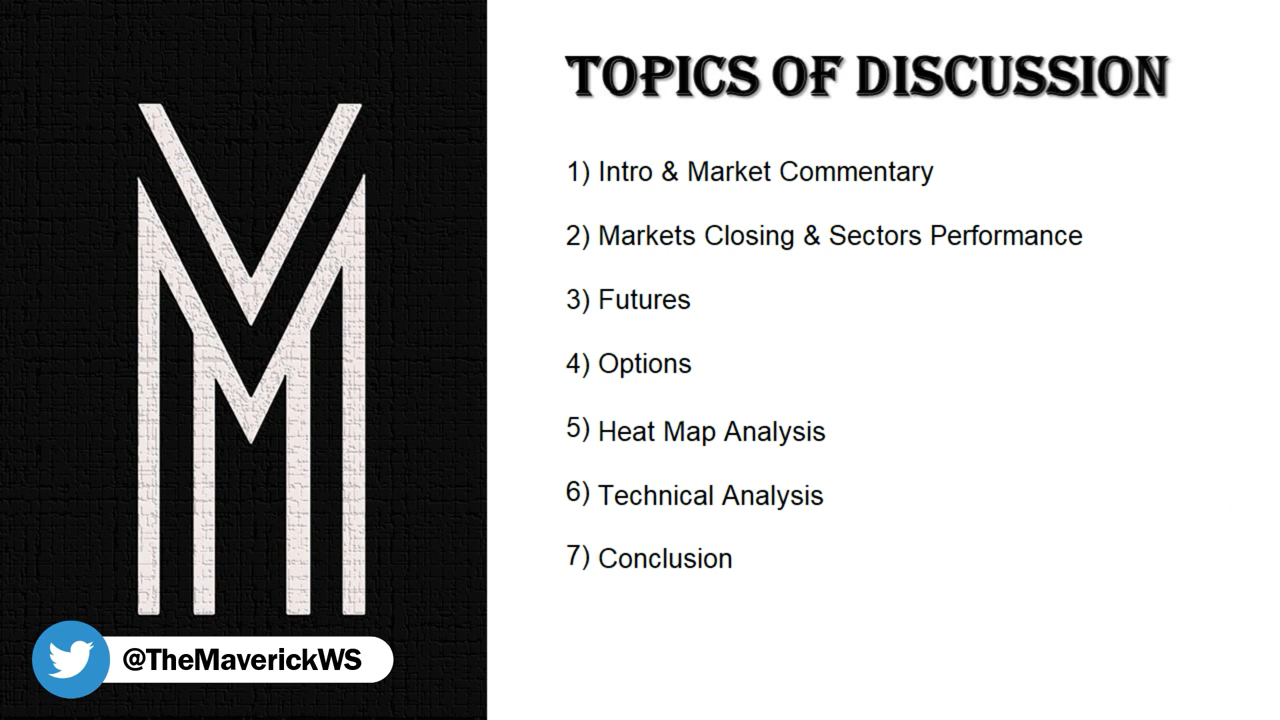 TOPICS OF DISCUSSION
1) Intro & Market Commentary
2) Markets Closing & Sectors Performance
3) Futures
4) Options
5) Heat Map Analysis
6) Technical Analysis
7) Conclusion
@TheMaverickWS